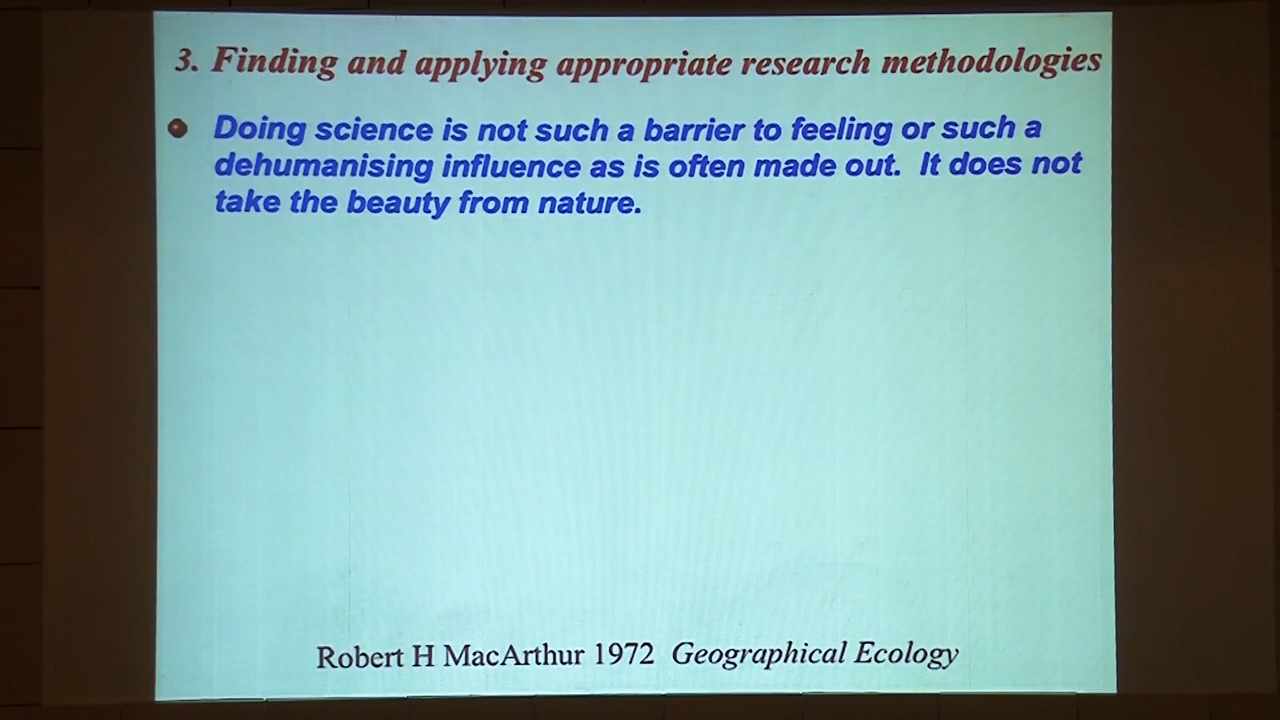 3. Finding and applying appropriate research methodologies
Doing science is not such a barrier to feeling or such a
dehumanising influence as is often made out. It does not
take the beauty from nature.
Robert H MacArthur 1972 Geographical Ecology